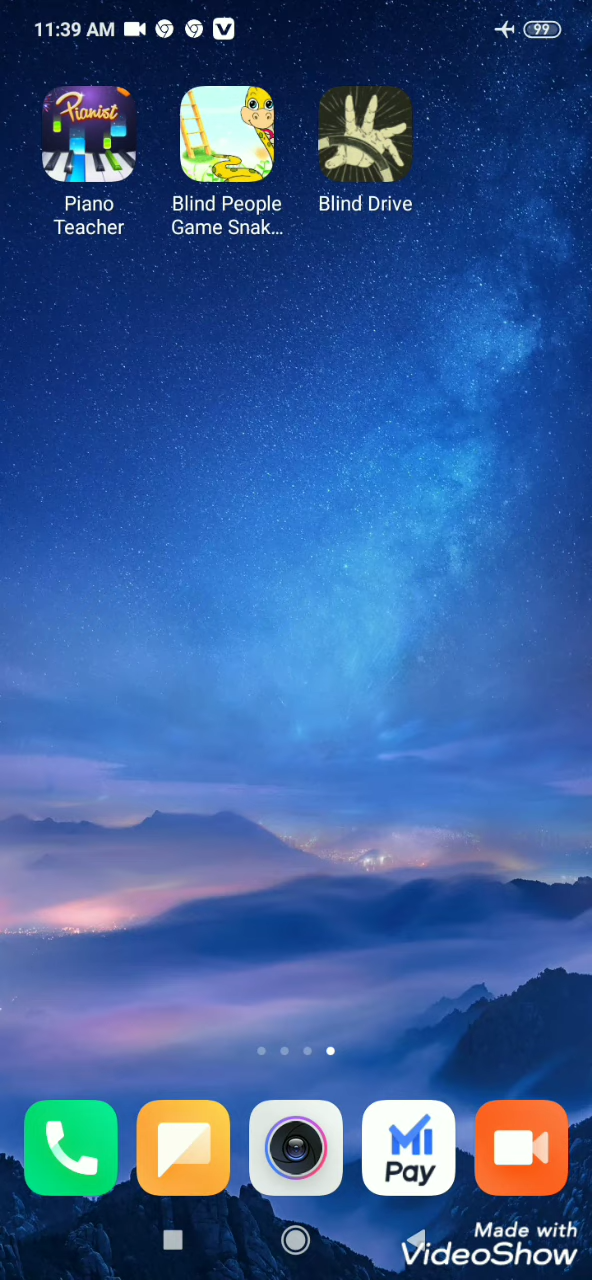 11:39 AM
99
Pianist
Piano
Teacher
Blind People
Game Snak...
Blind Drive
Mi
Pay
Made with
VideoShow